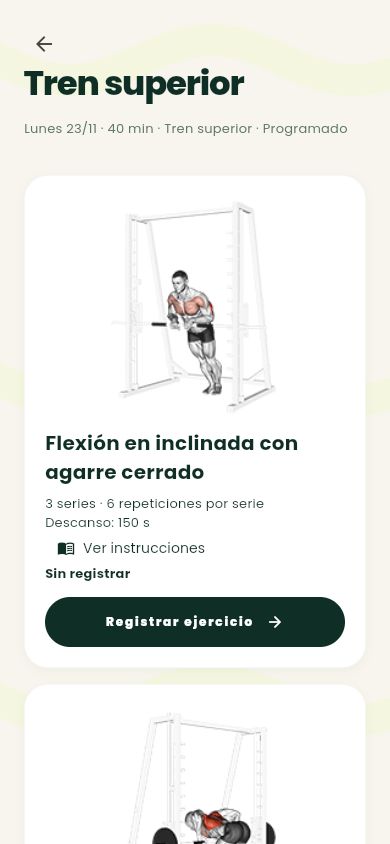 Tren superior
Lunes 23/11 · 40 min · Tren superior · Programado
Flexión en inclinada con
agarre cerrado
3 series · 6 repeticiones por serie
Descanso: 150 s
Ver instrucciones
Sin registrar
Registrar ejercicio